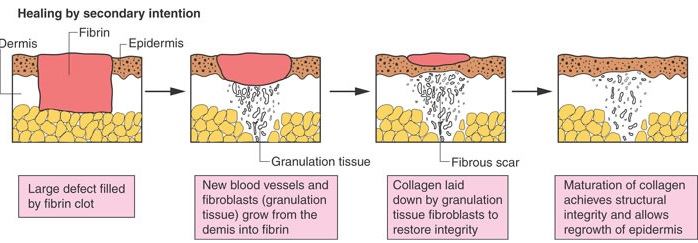 Healing by secondary intention
Fibrin
Dermis
Epidermis
Granulation tissue
Fibrous scar
Large defect filled
by fibrin clot
New blood vessels and
fibroblasts (granulation
tissue) grow from the
demis into fibrin
Collagen laid
down by granulation
tissue fibroblasts to
restore integrity
Maturation of collagen
achieves structural
integrity and allows
regrowth of epidermis